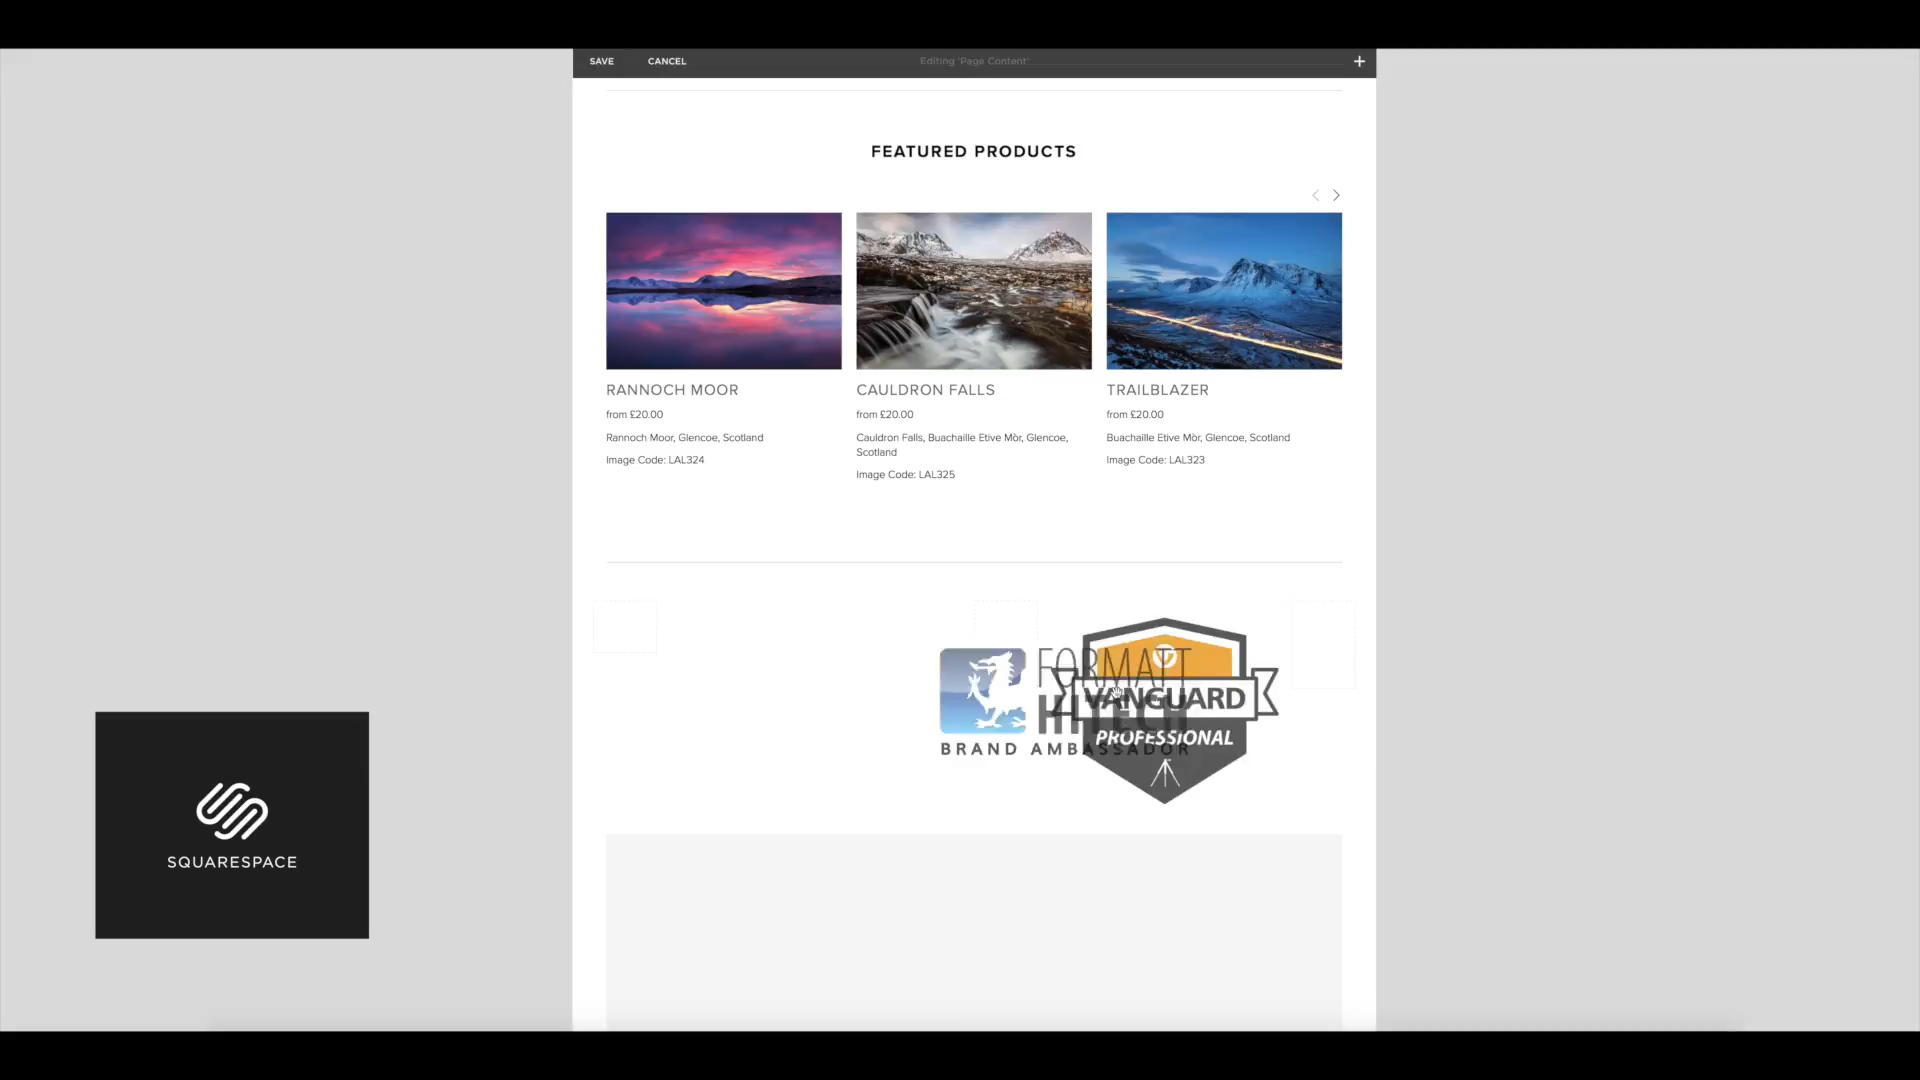 SAVE CANCEL Editing 'Page Content' +
FEATURED PRODUCTS
RANNOCH MOOR
from £20.00
Rannoch Moor, Glencoe, Scotland
Image Code: LAL324
CAULDRON FALLS
from £20.00
Cauldron Falls, Buachaille Etive Mòr, Glencoe,
Scotland
Image Code: LAL325
TRAILBLAZER
from £20.00
Buachaille Etive Mòr, Glencoe, Scotland
Image Code: LAL323
FORMATT
HITECH
BRAND AMBASSADOR
VANGUARD
PROFESSIONAL
SQUARESPACE